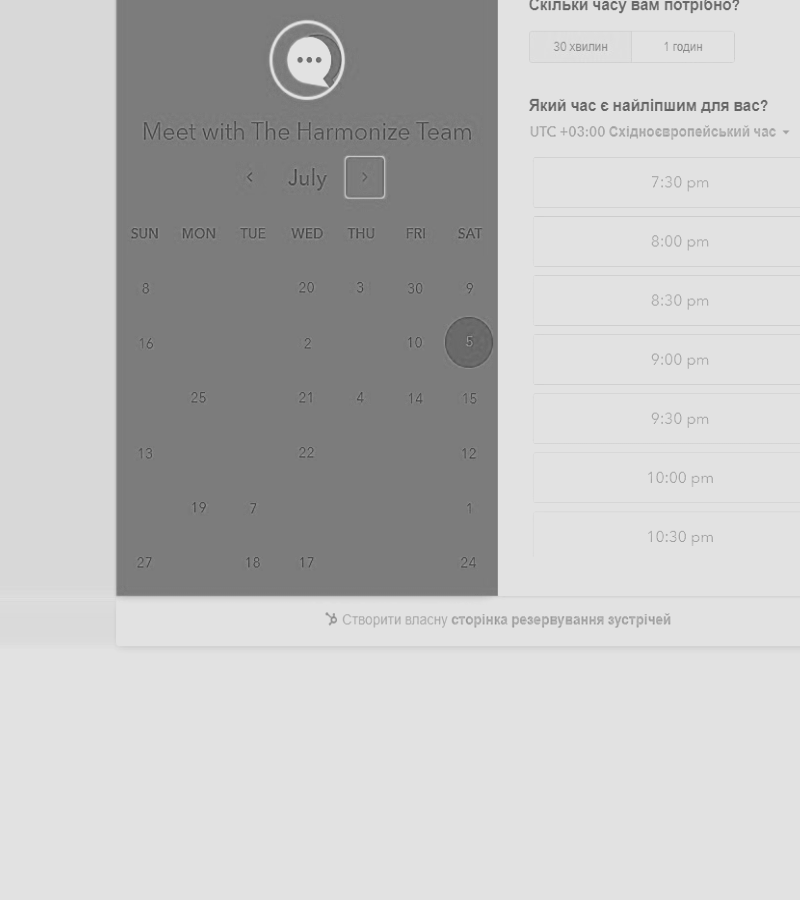 Скільки часу вам потрібно?
30 хвилин 1 годин
Meet with The Harmonize Team
July
SUN MON TUE WED THU FRI SAT
8 20 3 30 9
16 2 10 5
25 21 4 14 15
13 22 12
19 7 1
27 18 17 24
Який час є найліпшим для вас?
UTC +03:00 Східноєвропейський час
7:30 pm
8:00 pm
8:30 pm
9:00 pm
9:30 pm
10:00 pm
10:30 pm
Створити власну сторінка резервування зустрічей